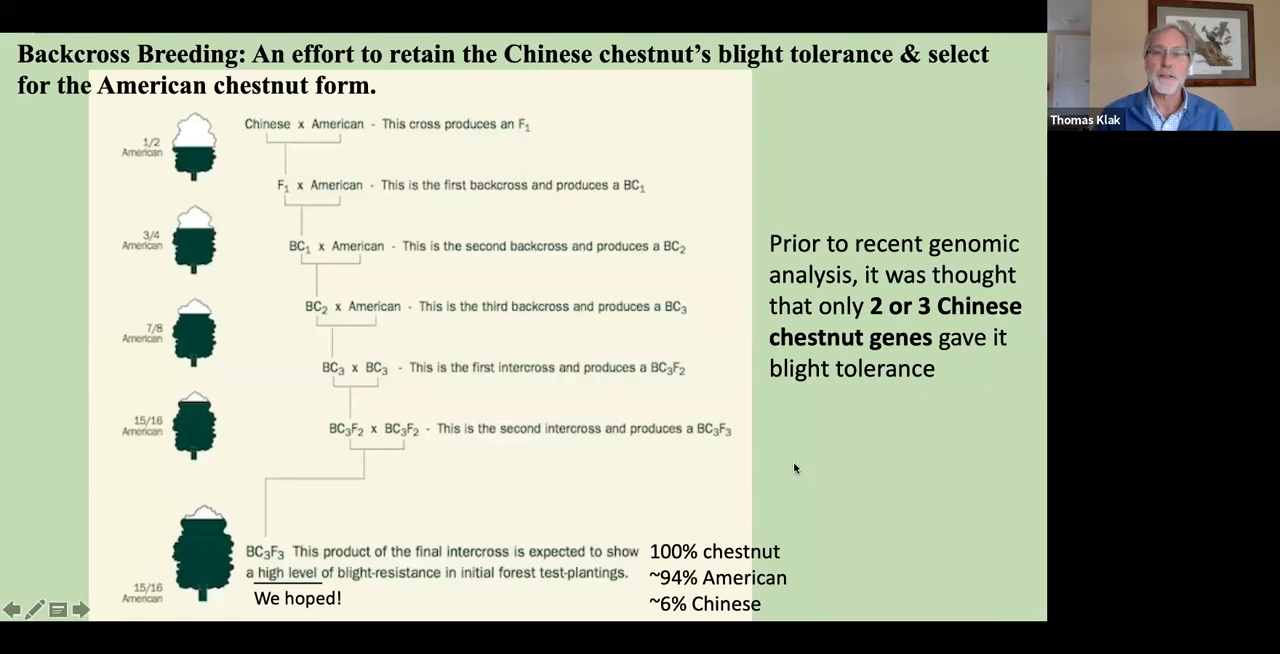 Backcross Breeding: An effort to retain the Chinese chestnut's blight tolerance & select
for the American chestnut form.
Thomas Klak
1/2
American
Chinese x American - This cross produces an F₁
F₁ x American - This is the first backcross and produces a BC₁
3/4
American
BC₁ x American - This is the second backcross and produces a BC₂
BC₂ x American - This is the third backcross and produces a BC₃
7/8
American
BC₃ x BC₃ - This is the first intercross and produces a BC₃F₂
15/16
American
BC₃F₂ x BC₃F₂ - This is the second intercross and produces a BC₃F₃
Prior to recent genomic
analysis, it was thought
that only 2 or 3 Chinese
chestnut genes gave it
blight tolerance
BC₃F₃ This product of the final intercross is expected to show
a high level of blight-resistance in initial forest test-plantings.
We hoped!
15/16
American
100% chestnut
~94% American
~6% Chinese